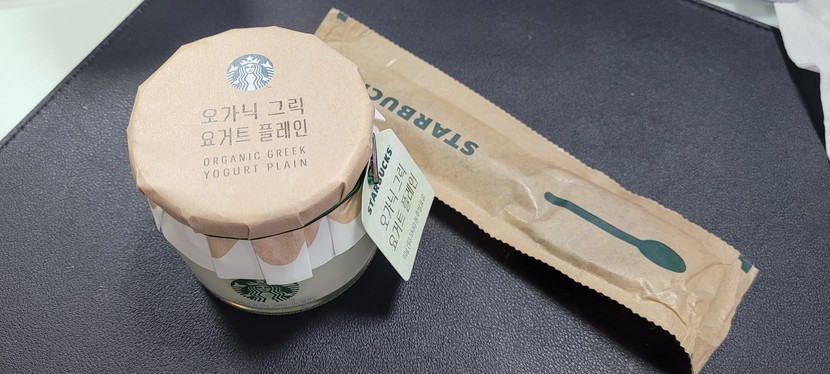 오가닉 그릭
요거트 플레인
ORGANIC GREEK
YOGURT PLAIN
STARBUCKS
오가닉 그릭
요거트 플레인
STARBUCK